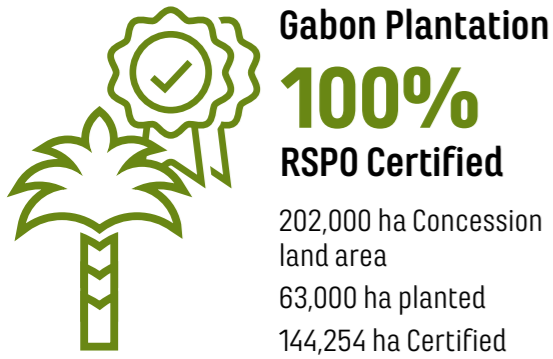 Gabon Plantation
100%
RSPO Certified
202,000 ha Concession
land area
63,000 ha planted
144,254 ha Certified